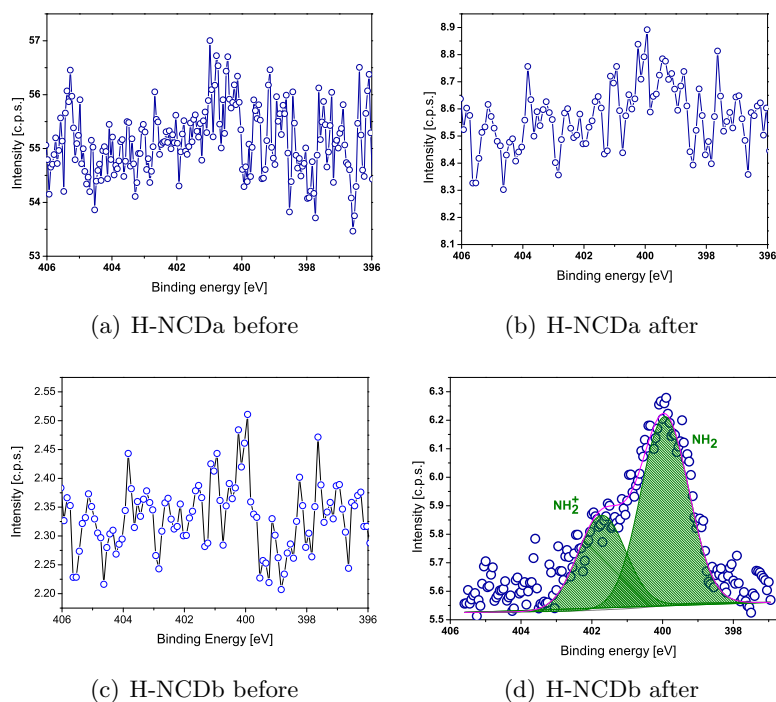 57
56
55
54
53
Intensity [c.p.s.]
406 404 402 400 398 396
Binding energy [eV]
(a) H-NCDa before
9.0
8.9
8.8
8.7
8.6
8.5
8.4
8.3
8.2
8.1
Intensity [c.p.s.]
406 404 402 400 398 396
Binding energy [eV]
(b) H-NCDa after
2.55
2.50
2.45
2.40
2.35
2.30
2.25
2.20
Intensity [c.p.s.]
406 404 402 400 398 396
Binding Energy [eV]
(c) H-NCDb before
6.3
6.2
6.1
6.0
5.9
5.8
5.7
5.6
5.5
Intensity [c.p.s.]
NH₂
NH₂⁺
406 404 402 400 398
Binding energy [eV]
(d) H-NCDb after